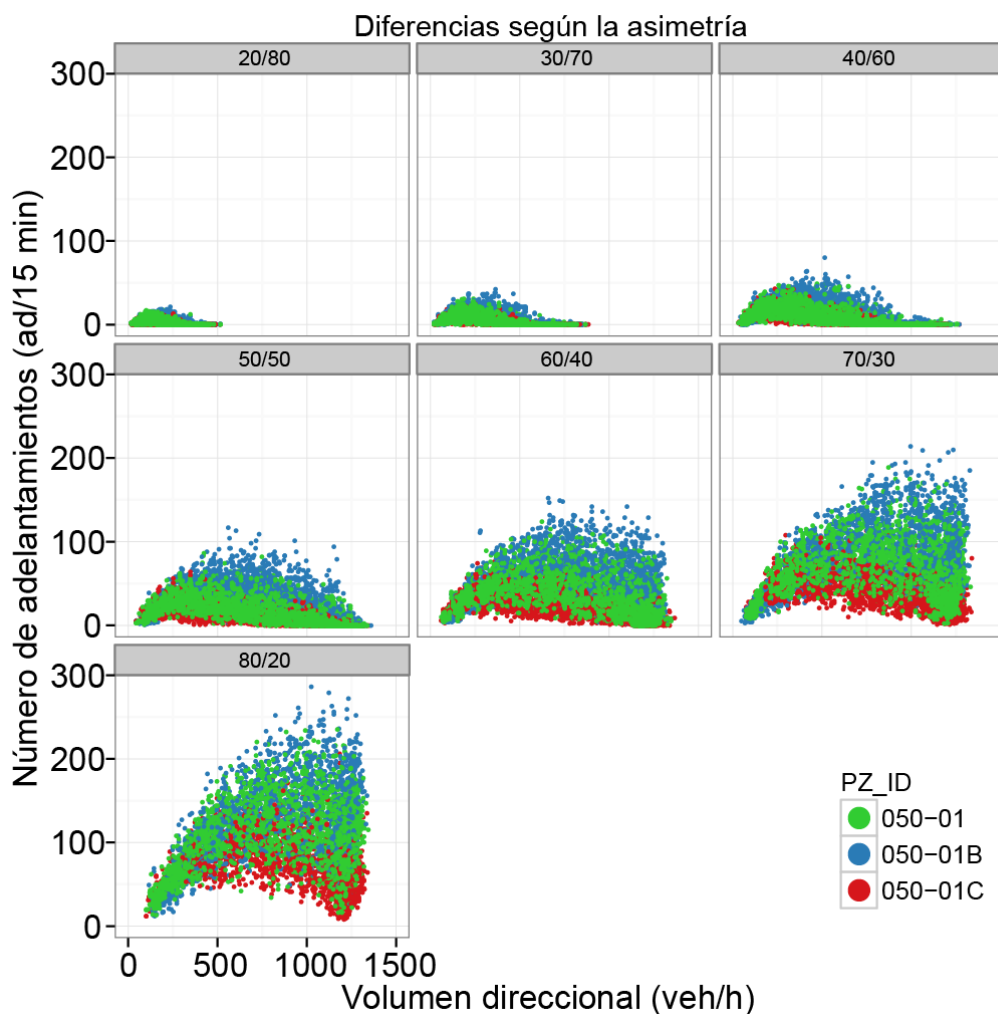 Diferencias según la asimetría
20/80
30/70
40/60
300
200
100
0
50/50
60/40
70/30
300
200
100
0
80/20
300
200
100
0
0 500 1000 1500
Número de adelantamientos (ad/15 min)
Volumen direccional (veh/h)
PZ_ID
050−01
050−01B
050−01C